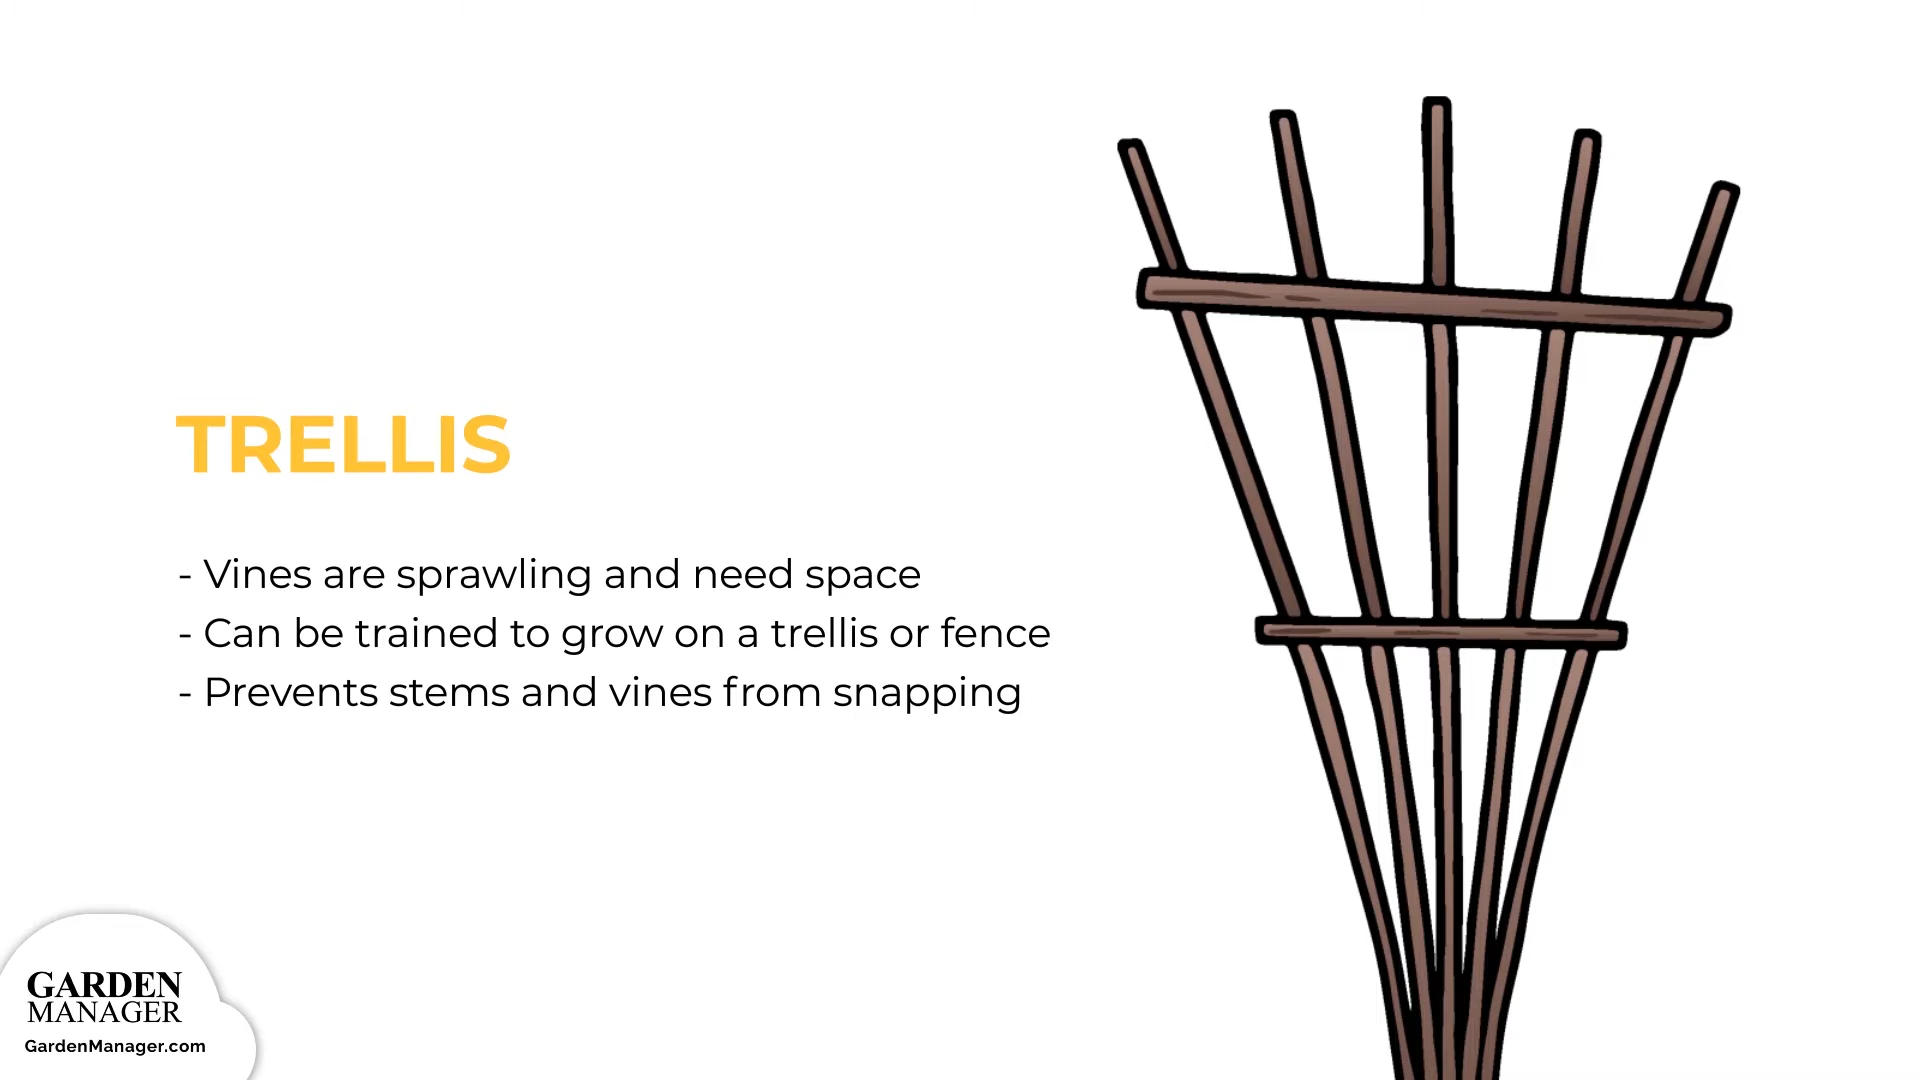 TRELLIS
- Vines are sprawling and need space
- Can be trained to grow on a trellis or fence
- Prevents stems and vines from snapping
GARDEN
MANAGER
GardenManager.com